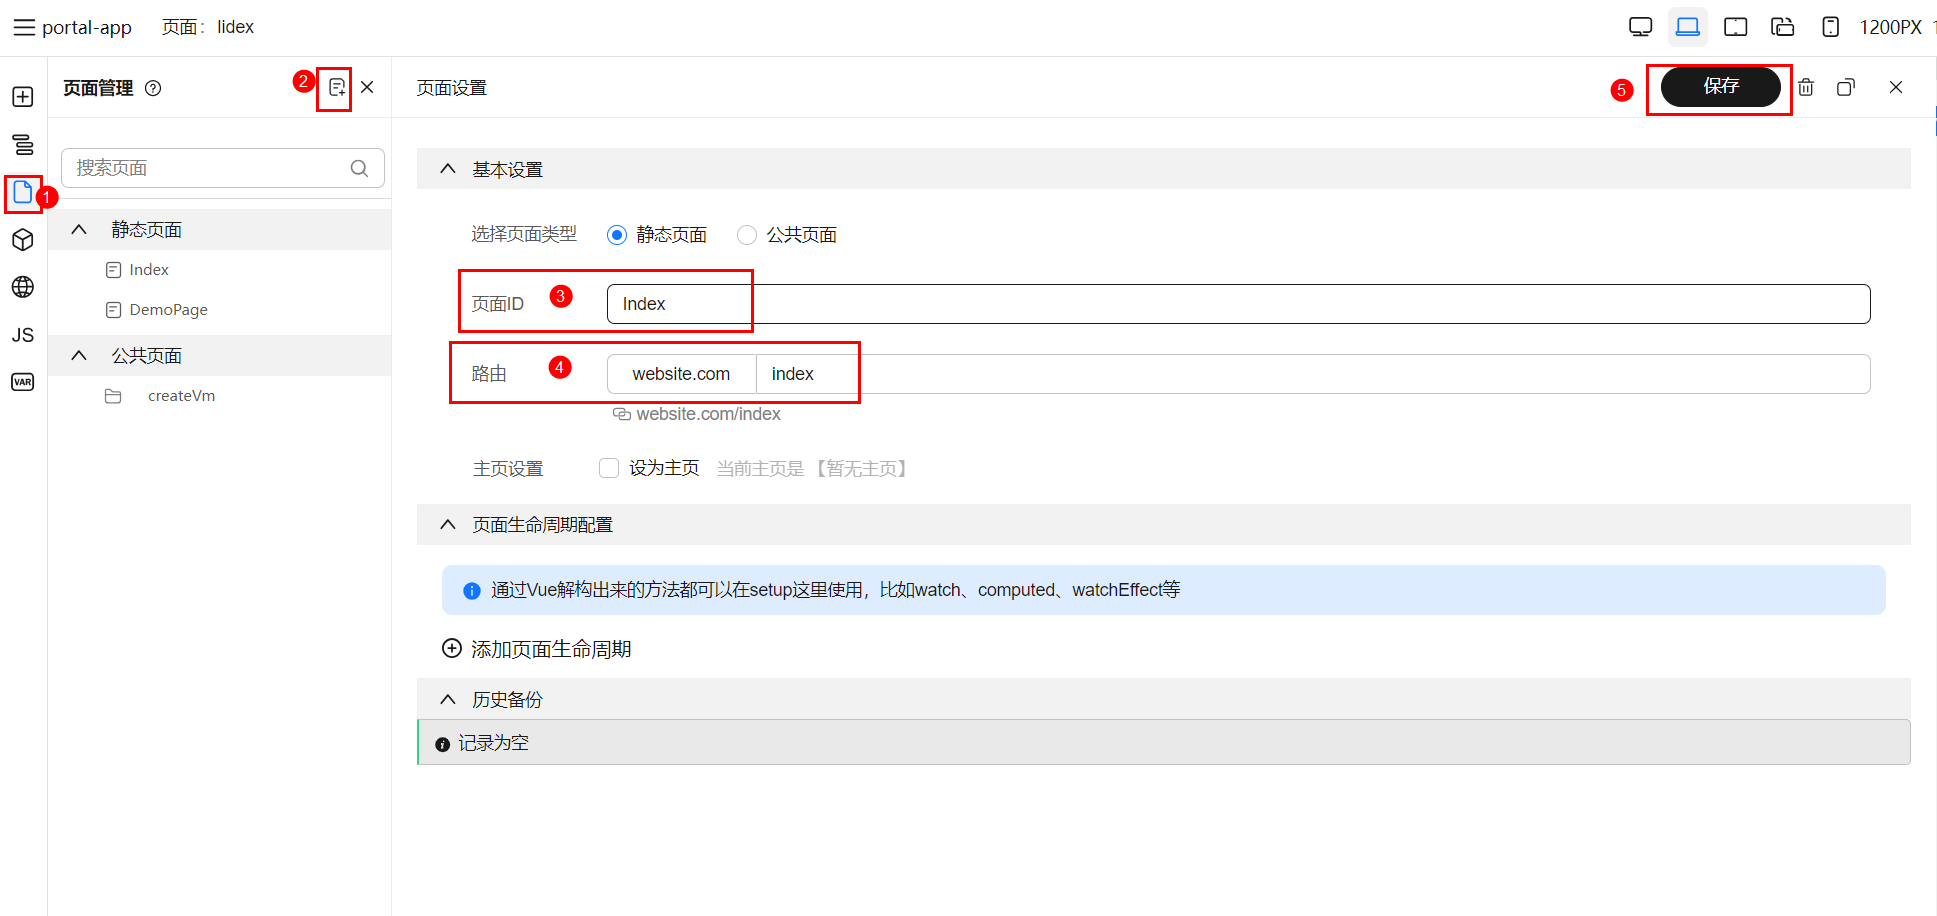 portal-app 页面： lidex 1200PX 1
页面管理 2 页面设置 5 保存
搜索页面
1
静态页面
Index
DemoPage
公共页面
createVm
JS
VAR
基本设置
选择页面类型 静态页面 公共页面
页面ID 3 Index
路由 4 website.com index
website.com/index
主页设置 设为主页 当前主页是 【暂无主页】
页面生命周期配置
通过Vue解构出来的方法都可以在setup这里使用，比如watch、computed、watchEffect等
添加页面生命周期
历史备份
记录为空